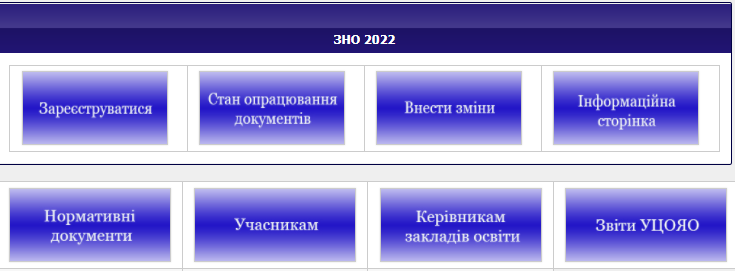 ЗНО 2022
Зареєструватися
Стан опрацювання
документів
Внести зміни
Інформаційна
сторінка
Нормативні
документи
Учасникам
Керівникам
закладів освіти
Звіти УЦОЯО